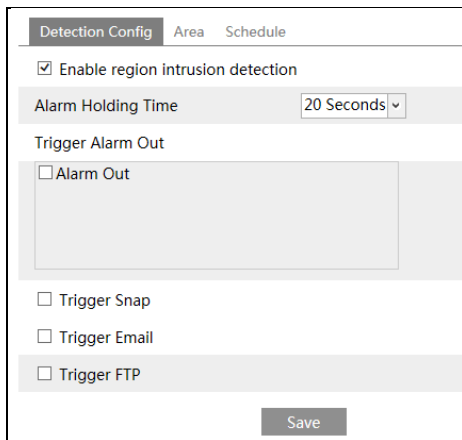 Detection Config Area Schedule
Enable region intrusion detection
Alarm Holding Time 20 Seconds
Trigger Alarm Out
Alarm Out
Trigger Snap
Trigger Email
Trigger FTP
Save